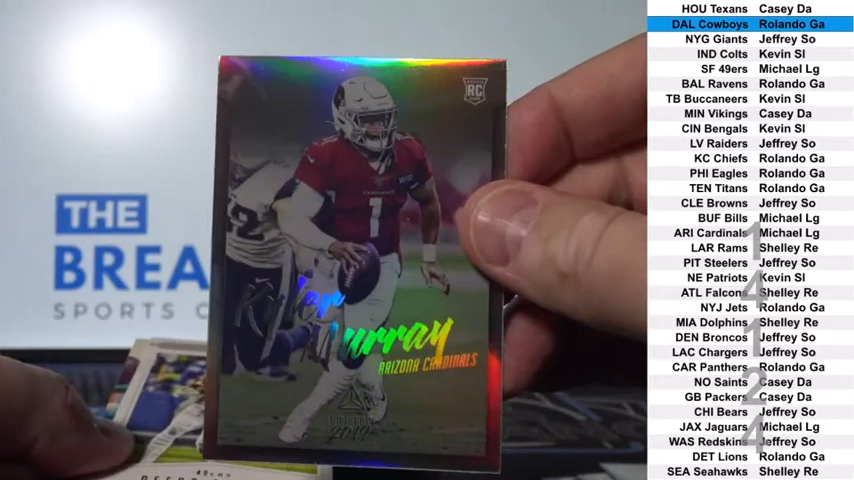 THE
BREA
SPORTS C
RC
1
Kyler
Murray
ARIZONA CARDINALS
2019
49ERS
HOU Texans Casey Da
DAL Cowboys Rolando Ga
NYG Giants Jeffrey So
IND Colts Kevin Sl
SF 49ers Michael Lg
BAL Ravens Rolando Ga
TB Buccaneers Kevin Sl
MIN Vikings Casey Da
CIN Bengals Kevin Sl
LV Raiders Jeffrey So
KC Chiefs Rolando Ga
PHI Eagles Rolando Ga
TEN Titans Rolando Ga
CLE Browns Jeffrey So
BUF Bills Michael Lg
ARI Cardinals Michael Lg
LAR Rams Shelley Re
PIT Steelers Jeffrey So
NE Patriots Kevin Sl
ATL Falcons Shelley Re
NYJ Jets Rolando Ga
MIA Dolphins Shelley Re
DEN Broncos Jeffrey So
LAC Chargers Jeffrey So
CAR Panthers Rolando Ga
NO Saints Casey Da
GB Packers Casey Da
CHI Bears Jeffrey So
JAX Jaguars Michael Lg
WAS Redskins Jeffrey So
DET Lions Rolando Ga
SEA Seahawks Shelley Re
1
4
1
2
4